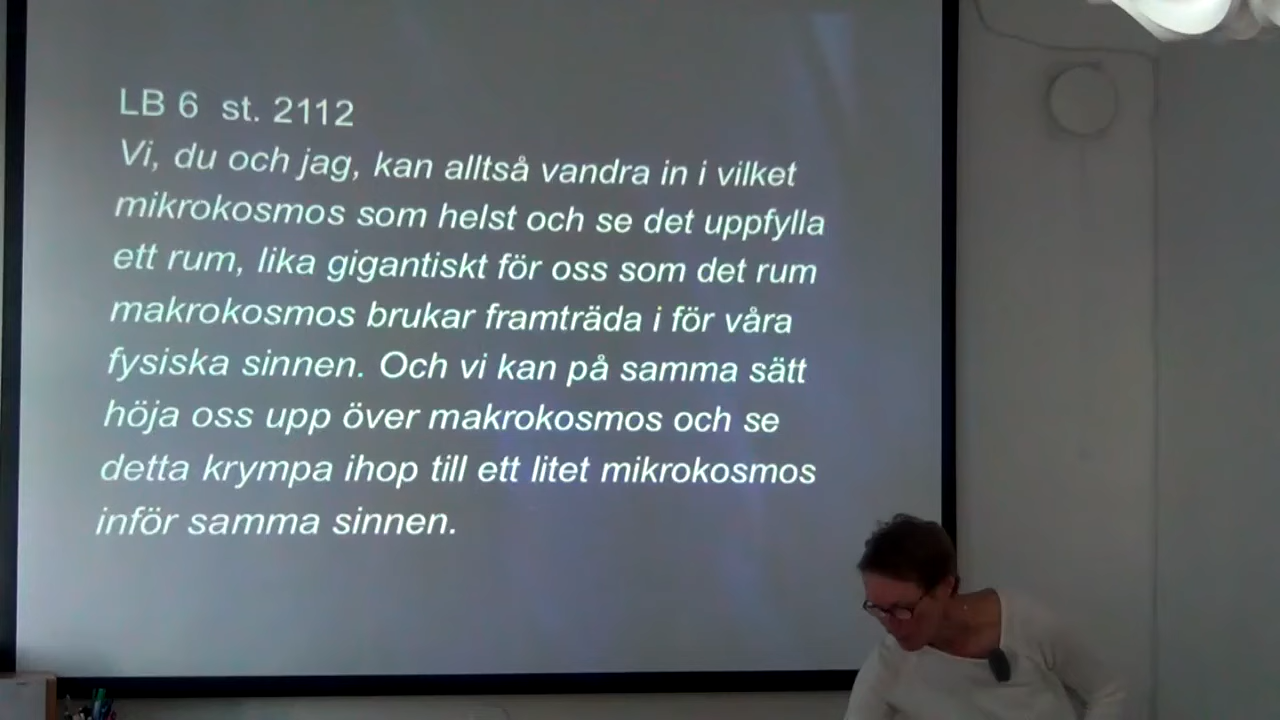 LB 6 st. 2112
Vi, du och jag, kan alltså vandra in i vilket
mikrokosmos som helst och se det uppfylla
ett rum, lika gigantiskt för oss som det rum
makrokosmos brukar framträda i för våra
fysiska sinnen. Och vi kan på samma sätt
höja oss upp över makrokosmos och se
detta krympa ihop till ett litet mikrokosmos
inför samma sinnen.